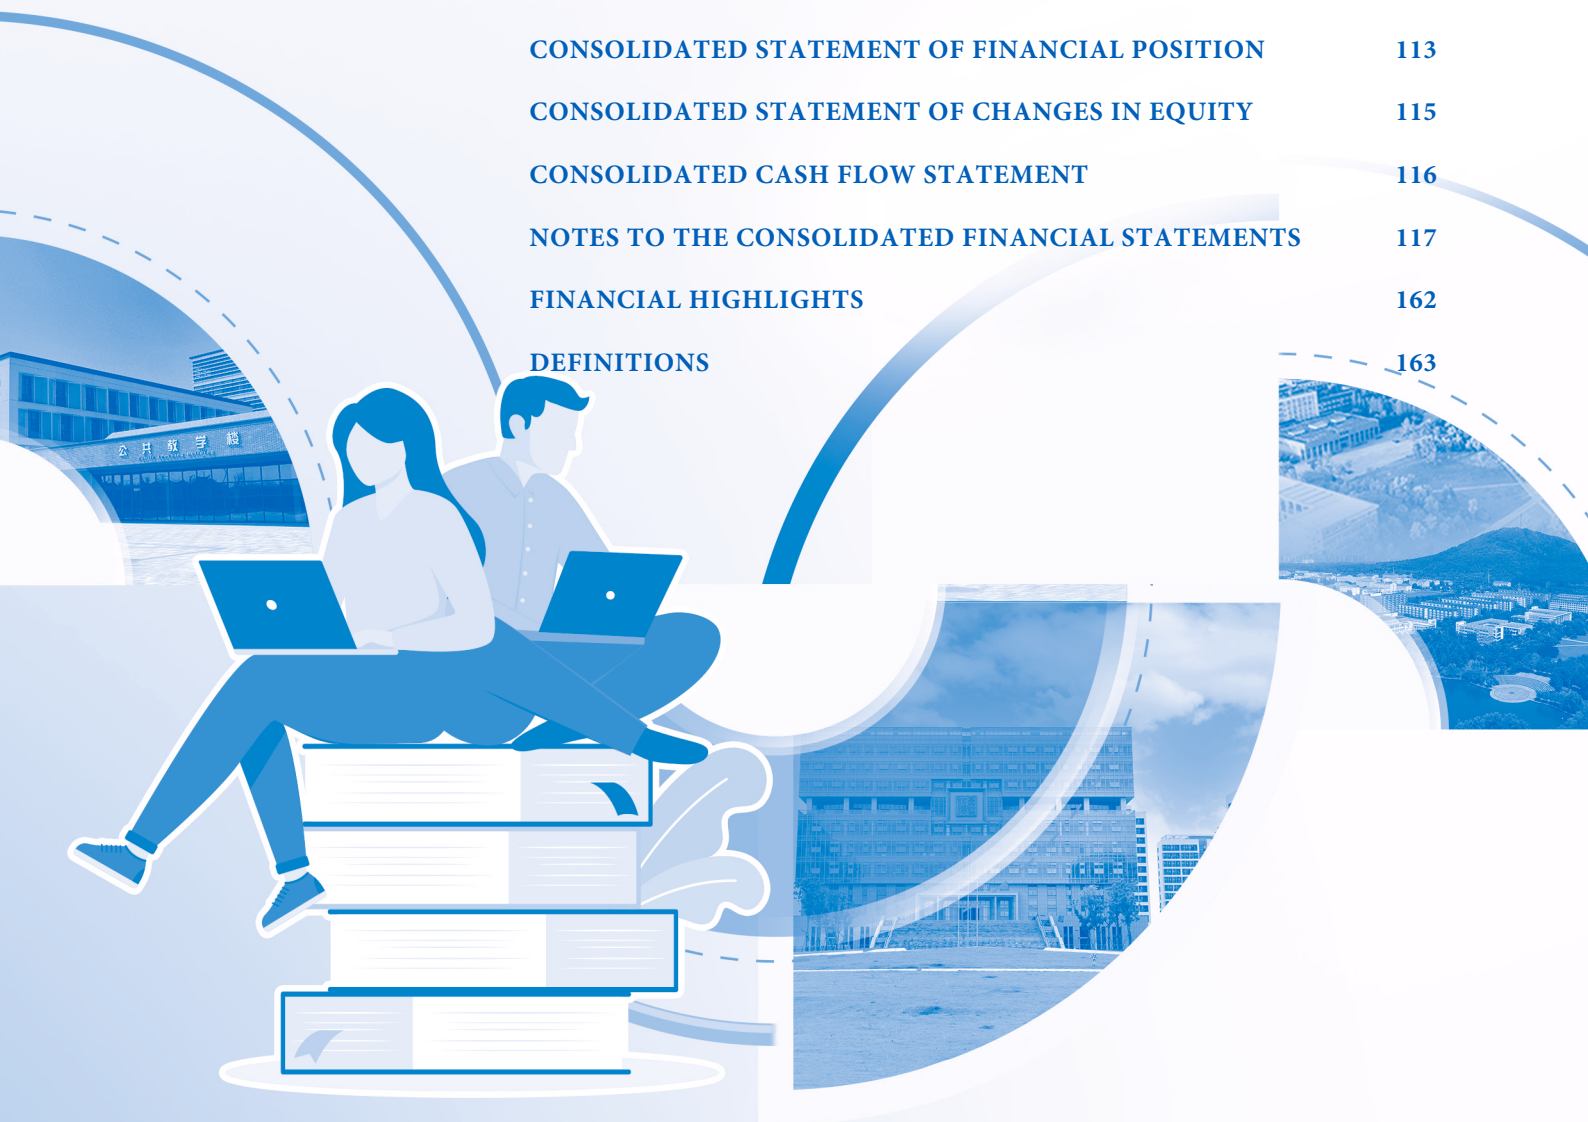 CONSOLIDATED STATEMENT OF FINANCIAL POSITION 113
CONSOLIDATED STATEMENT OF CHANGES IN EQUITY 115
CONSOLIDATED CASH FLOW STATEMENT 116
NOTES TO THE CONSOLIDATED FINANCIAL STATEMENTS 117
FINANCIAL HIGHLIGHTS 162
DEFINITIONS 163
公共教学楼